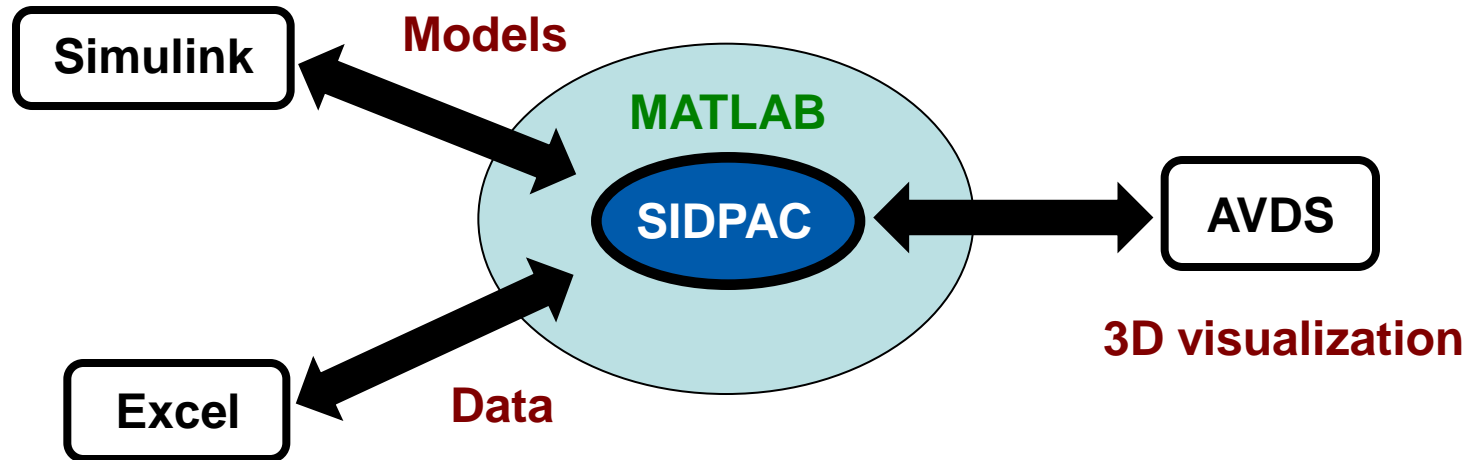 Simulink
Models
MATLAB
SIDPAC
AVDS
3D visualization
Excel
Data